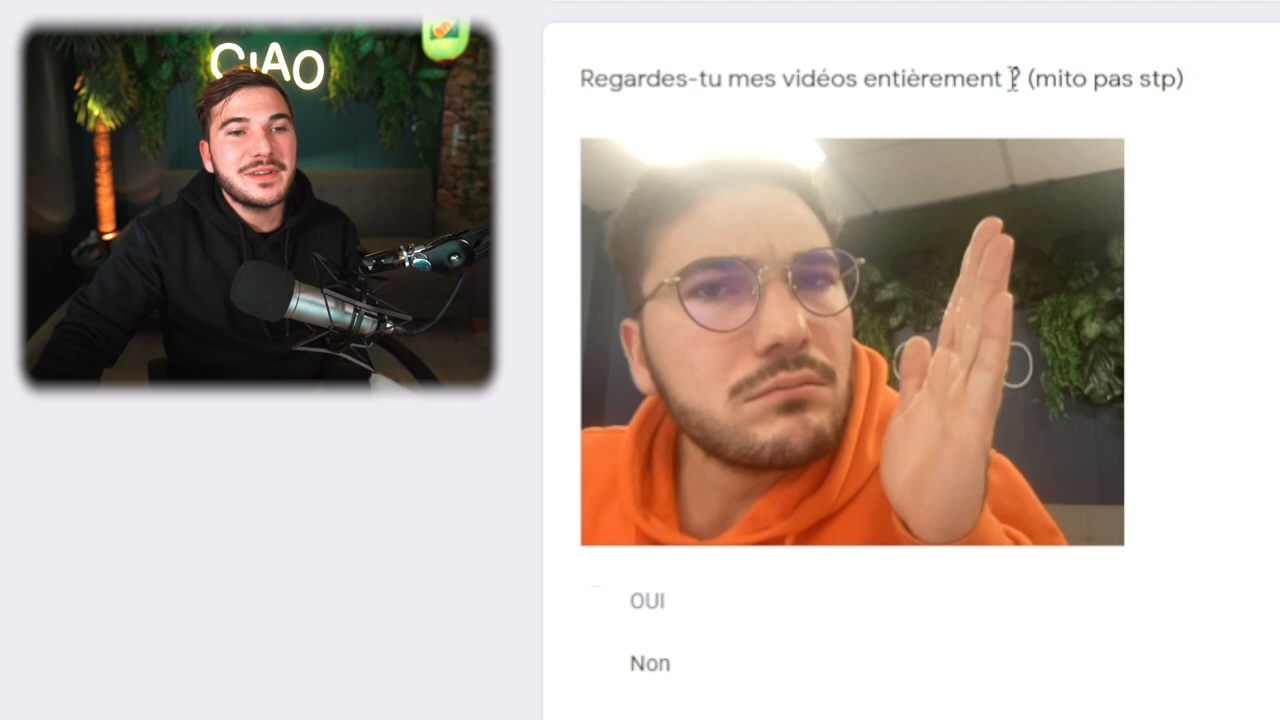 CIAO
Regardes-tu mes vidéos entièrement ? (mito pas stp)
OUI
Non